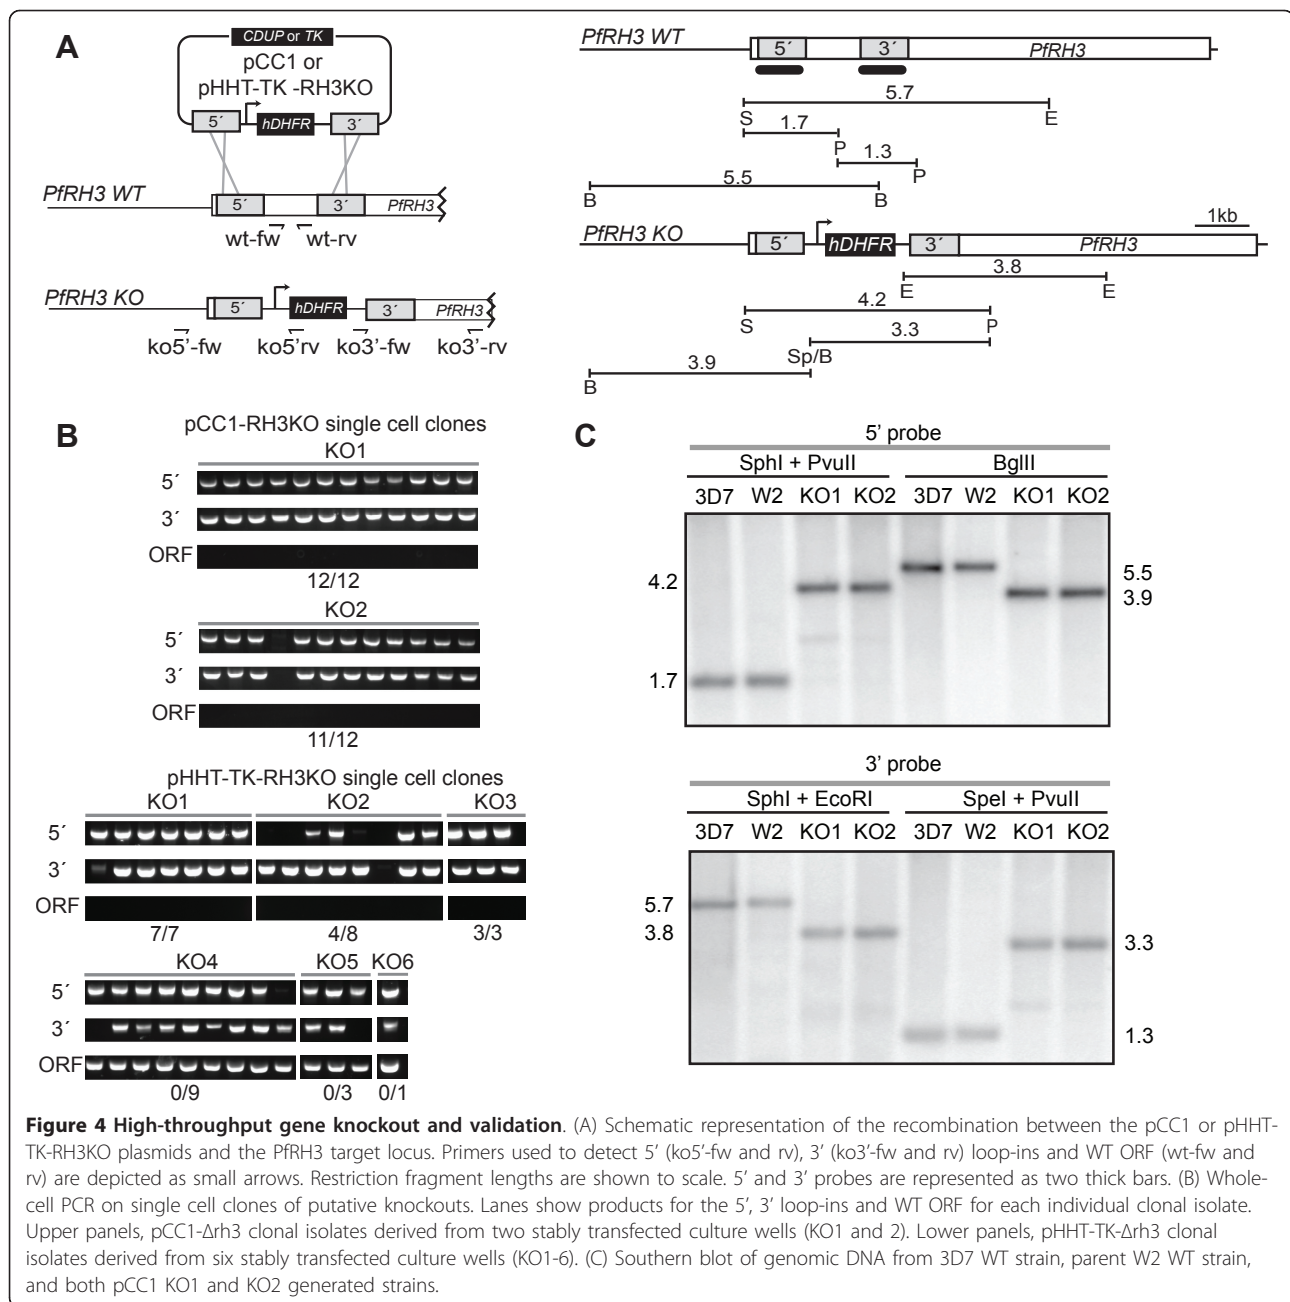 A
CDUP or TK
pCC1 or
pHHT-TK -RH3KO
5´ hDHFR 3´
PfRH3 WT
5´ 3´ PfRH3
wt-fw wt-rv
PfRH3 KO
5´ hDHFR 3´ PfRH3
ko5'-fw ko5'rv ko3'-fw ko3'-rv
PfRH3 WT
5´ 3´ PfRH3
5.7
S E
1.7
P
1.3
P
5.5
B B
1kb
PfRH3 KO
5´ hDHFR 3´ PfRH3
3.8
E E
4.2
S P
3.3
Sp/B
3.9
B
B
pCC1-RH3KO single cell clones
KO1
5´
3´
ORF
12/12
KO2
5´
3´
ORF
11/12
pHHT-TK-RH3KO single cell clones
KO1 KO2 KO3
5´
3´
ORF
7/7 4/8 3/3
KO4 KO5 KO6
5´
3´
ORF
0/9 0/3 0/1
C
5' probe
SphI + PvuII BglII
3D7 W2 KO1 KO2 3D7 W2 KO1 KO2
4.2
1.7
5.5
3.9
3' probe
SphI + EcoRI SpeI + PvuII
3D7 W2 KO1 KO2 3D7 W2 KO1 KO2
5.7
3.8
3.3
1.3
Figure 4 High-throughput gene knockout and validation. (A) Schematic representation of the recombination between the pCC1 or pHHT-
TK-RH3KO plasmids and the PfRH3 target locus. Primers used to detect 5' (ko5'-fw and rv), 3' (ko3'-fw and rv) loop-ins and WT ORF (wt-fw and
rv) are depicted as small arrows. Restriction fragment lengths are shown to scale. 5' and 3' probes are represented as two thick bars. (B) Whole-
cell PCR on single cell clones of putative knockouts. Lanes show products for the 5', 3' loop-ins and WT ORF for each individual clonal isolate.
Upper panels, pCC1-Δrh3 clonal isolates derived from two stably transfected culture wells (KO1 and 2). Lower panels, pHHT-TK-Δrh3 clonal
isolates derived from six stably transfected culture wells (KO1-6). (C) Southern blot of genomic DNA from 3D7 WT strain, parent W2 WT strain,
and both pCC1 KO1 and KO2 generated strains.